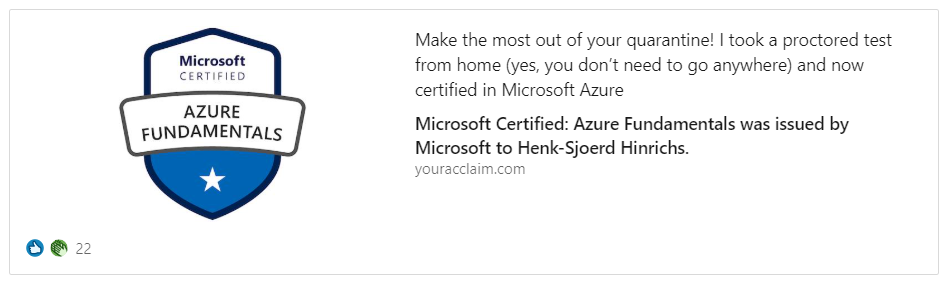 Microsoft
CERTIFIED
AZURE
FUNDAMENTALS
Make the most out of your quarantine! I took a proctored test
from home (yes, you don’t need to go anywhere) and now
certified in Microsoft Azure
Microsoft Certified: Azure Fundamentals was issued by
Microsoft to Henk-Sjoerd Hinrichs.
youracclaim.com
22